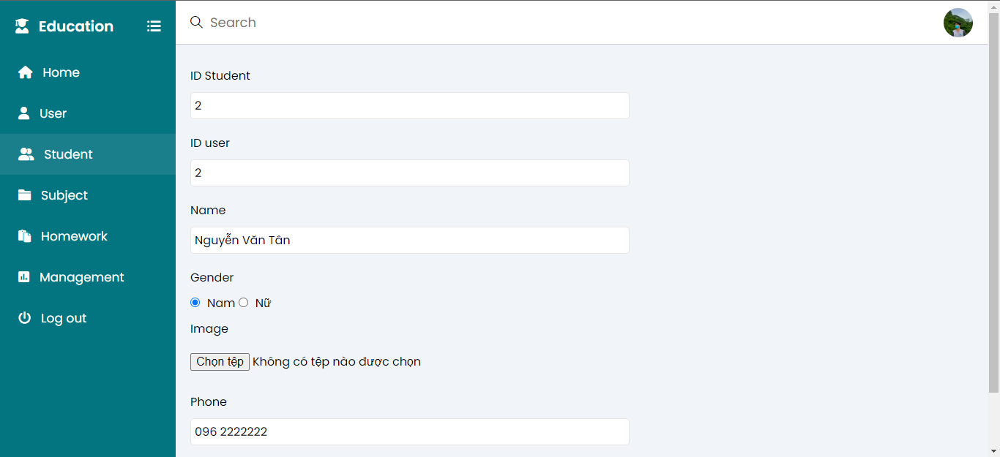 Education
Search
Home
User
Student
Subject
Homework
Management
Log out
ID Student
2
ID user
2
Name
Nguyễn Văn Tân
Gender
Nam Nữ
Image
Chọn tệp Không có tệp nào được chọn
Phone
096 2222222